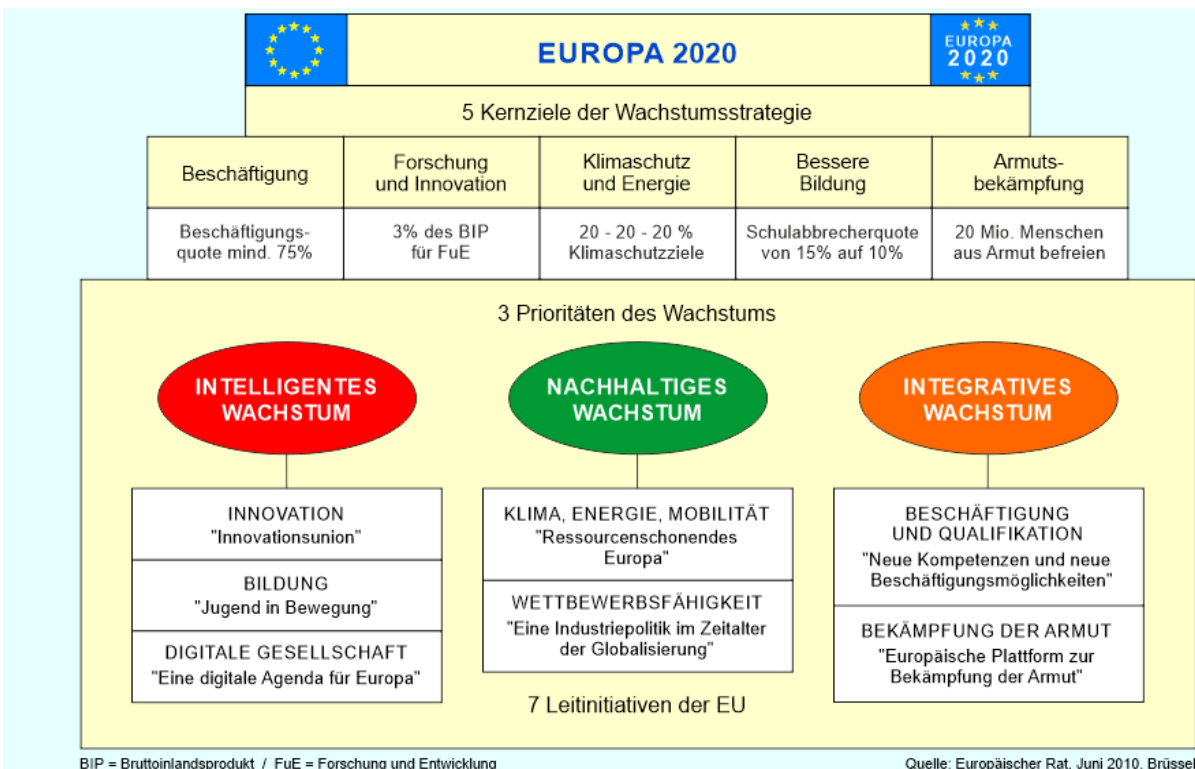 EUROPA 2020
EUROPA
2020
5 Kernziele der Wachstumsstrategie
Beschäftigung
Forschung
und Innovation
Klimaschutz
und Energie
Bessere
Bildung
Armuts-
bekämpfung
Beschäftigungs-
quote mind. 75%
3% des BIP
für FuE
20 - 20 - 20 %
Klimaschutzziele
Schulabbrecherquote
von 15% auf 10%
20 Mio. Menschen
aus Armut befreien
3 Prioritäten des Wachstums
INTELLIGENTES
WACHSTUM
NACHHALTIGES
WACHSTUM
INTEGRATIVES
WACHSTUM
INNOVATION
"Innovationsunion"
BILDUNG
"Jugend in Bewegung"
DIGITALE GESELLSCHAFT
"Eine digitale Agenda für Europa"
KLIMA, ENERGIE, MOBILITÄT
"Ressourcenschonendes
Europa"
WETTBEWERBSFÄHIGKEIT
"Eine Industriepolitik im Zeitalter
der Globalisierung"
BESCHÄFTIGUNG
UND QUALIFIKATION
"Neue Kompetenzen und neue
Beschäftigungsmöglichkeiten"
BEKÄMPFUNG DER ARMUT
"Europäische Plattform zur
Bekämpfung der Armut"
7 Leitinitiativen der EU
BIP = Bruttoinlandsprodukt / FuE = Forschung und Entwicklung
Quelle: Europäischer Rat, Juni 2010, Brüssel